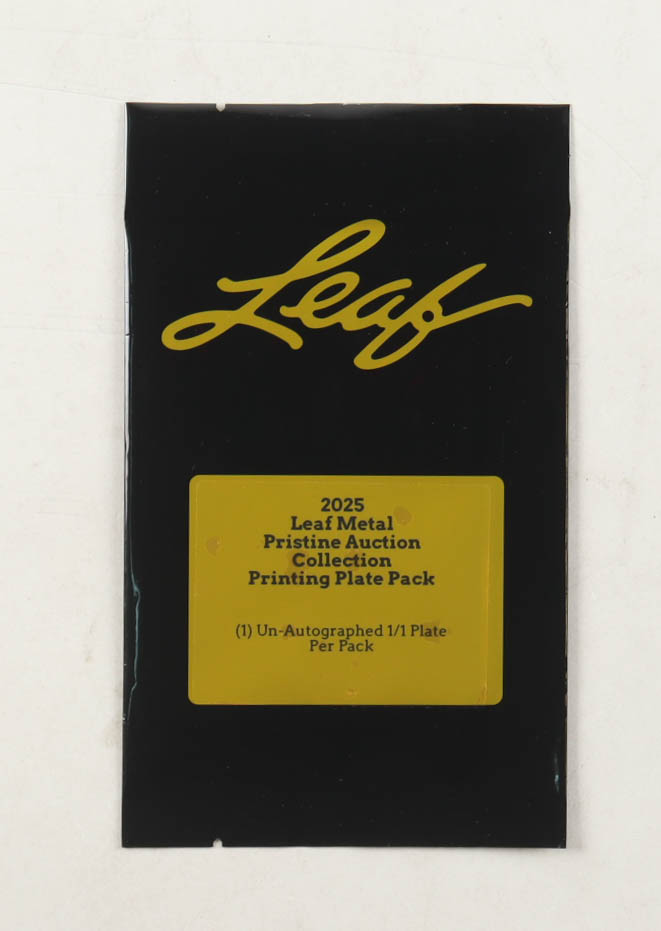 Leaf
2025
Leaf Metal
Pristine Auction
Collection
Printing Plate Pack
(1) Un-Autographed 1/1 Plate
Per Pack